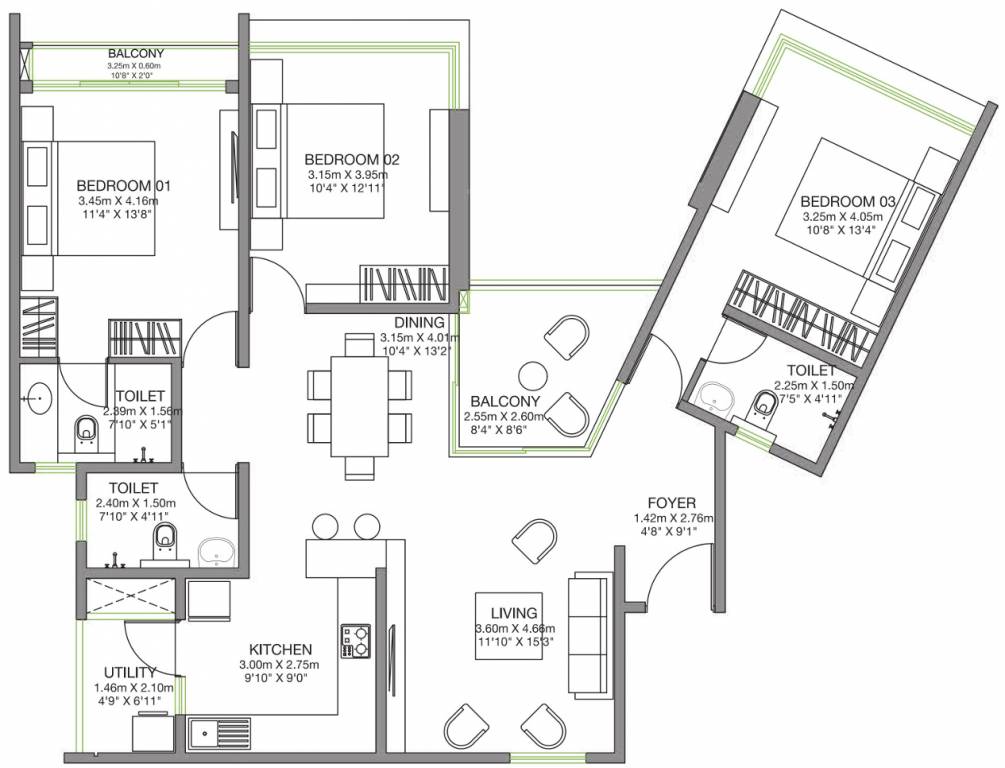 BALCONY
3.25m X 0.60m
10'8" X 2'0"
BEDROOM 01
3.45m X 4.16m
11'4" X 13'8"
BEDROOM 02
3.15m X 3.95m
10'4" X 12'11"
BEDROOM 03
3.25m X 4.05m
10'8" X 13'4"
DINING
3.15m X 4.01m
10'4" X 13'2"
BALCONY
2.55m X 2.60m
8'4" X 8'6"
TOILET
2.25m X 1.50m
7'5" X 4'11"
TOILET
2.39m X 1.56m
7'10" X 5'1"
TOILET
2.40m X 1.50m
7'10" X 4'11"
FOYER
1.42m X 2.76m
4'8" X 9'1"
LIVING
3.60m X 4.66m
11'10" X 15'3"
KITCHEN
3.00m X 2.75m
9'10" X 9'0"
UTILITY
1.46m X 2.10m
4'9" X 6'11"